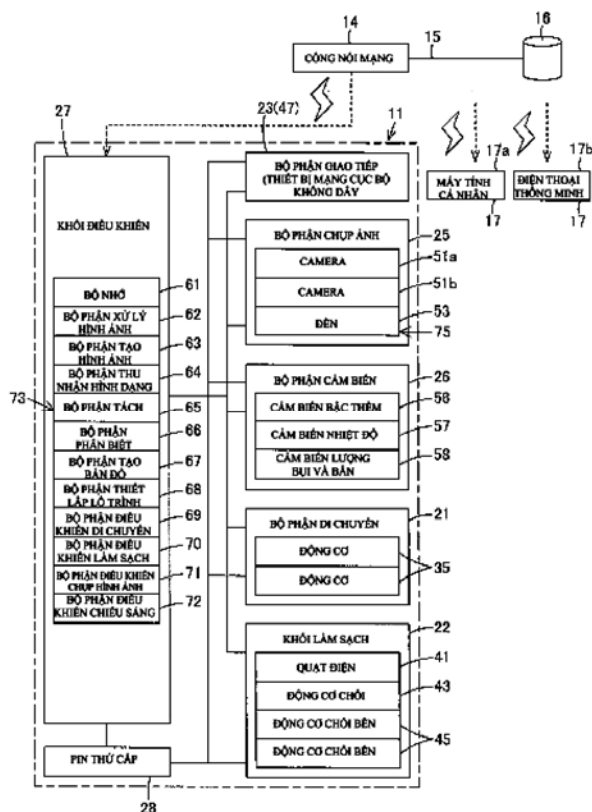 14
CỔNG NỐI MẠNG
15
16
17a
MÁY TÍNH
CÁ NHÂN
17
17b
ĐIỆN THOẠI
THÔNG MINH
17
11
27
KHỐI ĐIỀU KHIỂN
BỘ NHỚ
61
BỘ PHẬN XỬ LÝ
HÌNH ẢNH
62
BỘ PHẬN TẠO
HÌNH ẢNH
63
BỘ PHẬN THU
NHẬN HÌNH DẠNG
64
73
BỘ PHẬN TÁCH
65
BỘ PHẬN
PHÂN BIỆT
66
BỘ PHẬN TẠO
BẢN ĐỒ
67
BỘ PHẬN THIẾT
LẬP LỘ TRÌNH
68
BỘ PHẬN ĐIỀU
KHIỂN DI CHUYỂN
69
BỘ PHẬN ĐIỀU
KHIỂN LÀM SẠCH
70
BỘ PHẬN ĐIỀU KHIỂN
CHỤP HÌNH ẢNH
71
BỘ PHẬN ĐIỀU
KHIỂN CHIẾU SÁNG
72
PIN THỨ CẤP
28
23(47)
BỘ PHẬN GIAO TIẾP
(THIẾT BỊ MẠNG CỤC BỘ
KHÔNG DÂY
BỘ PHẬN CHỤP ẢNH
25
CAMERA
51a
CAMERA
51b
ĐÈN
53
75
BỘ PHẬN CẢM BIẾN
26
CẢM BIẾN BẬC THỀM
56
CẢM BIẾN NHIỆT ĐỘ
57
CẢM BIẾN LƯỢNG
BỤI VÀ BẨN
58
BỘ PHẬN DI CHUYỂN
21
ĐỘNG CƠ
ĐỘNG CƠ
35
KHỐI LÀM SẠCH
22
QUẠT ĐIỆN
41
ĐỘNG CƠ CHỔI
43
ĐỘNG CƠ CHỔI BÊN
ĐỘNG CƠ CHỔI BÊN
45